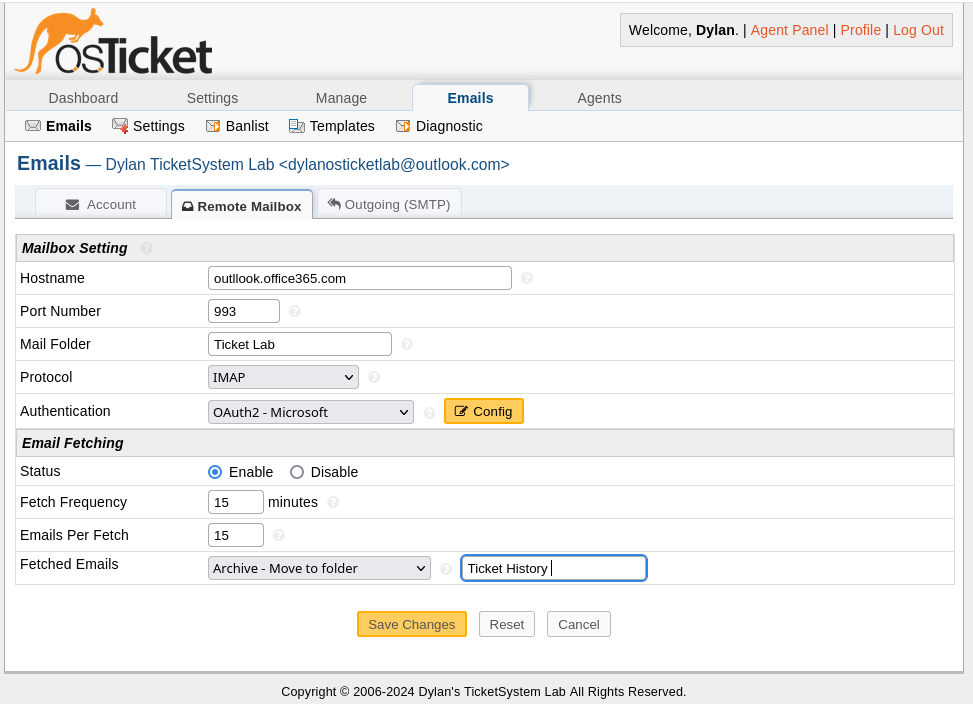 osTicket
Welcome, Dylan. | Agent Panel | Profile | Log Out
Dashboard Settings Manage Emails Agents
Emails Settings Banlist Templates Diagnostic
Emails — Dylan TicketSystem Lab <dylanosticketlab@outlook.com>
Account Remote Mailbox Outgoing (SMTP)
Mailbox Setting ?
Hostname outllook.office365.com ?
Port Number 993 ?
Mail Folder Ticket Lab ?
Protocol IMAP ?
Authentication OAuth2 - Microsoft ? Config
Email Fetching
Status Enable Disable
Fetch Frequency 15 minutes ?
Emails Per Fetch 15 ?
Fetched Emails Archive - Move to folder ? Ticket History
Save Changes Reset Cancel
Copyright © 2006-2024 Dylan's TicketSystem Lab All Rights Reserved.